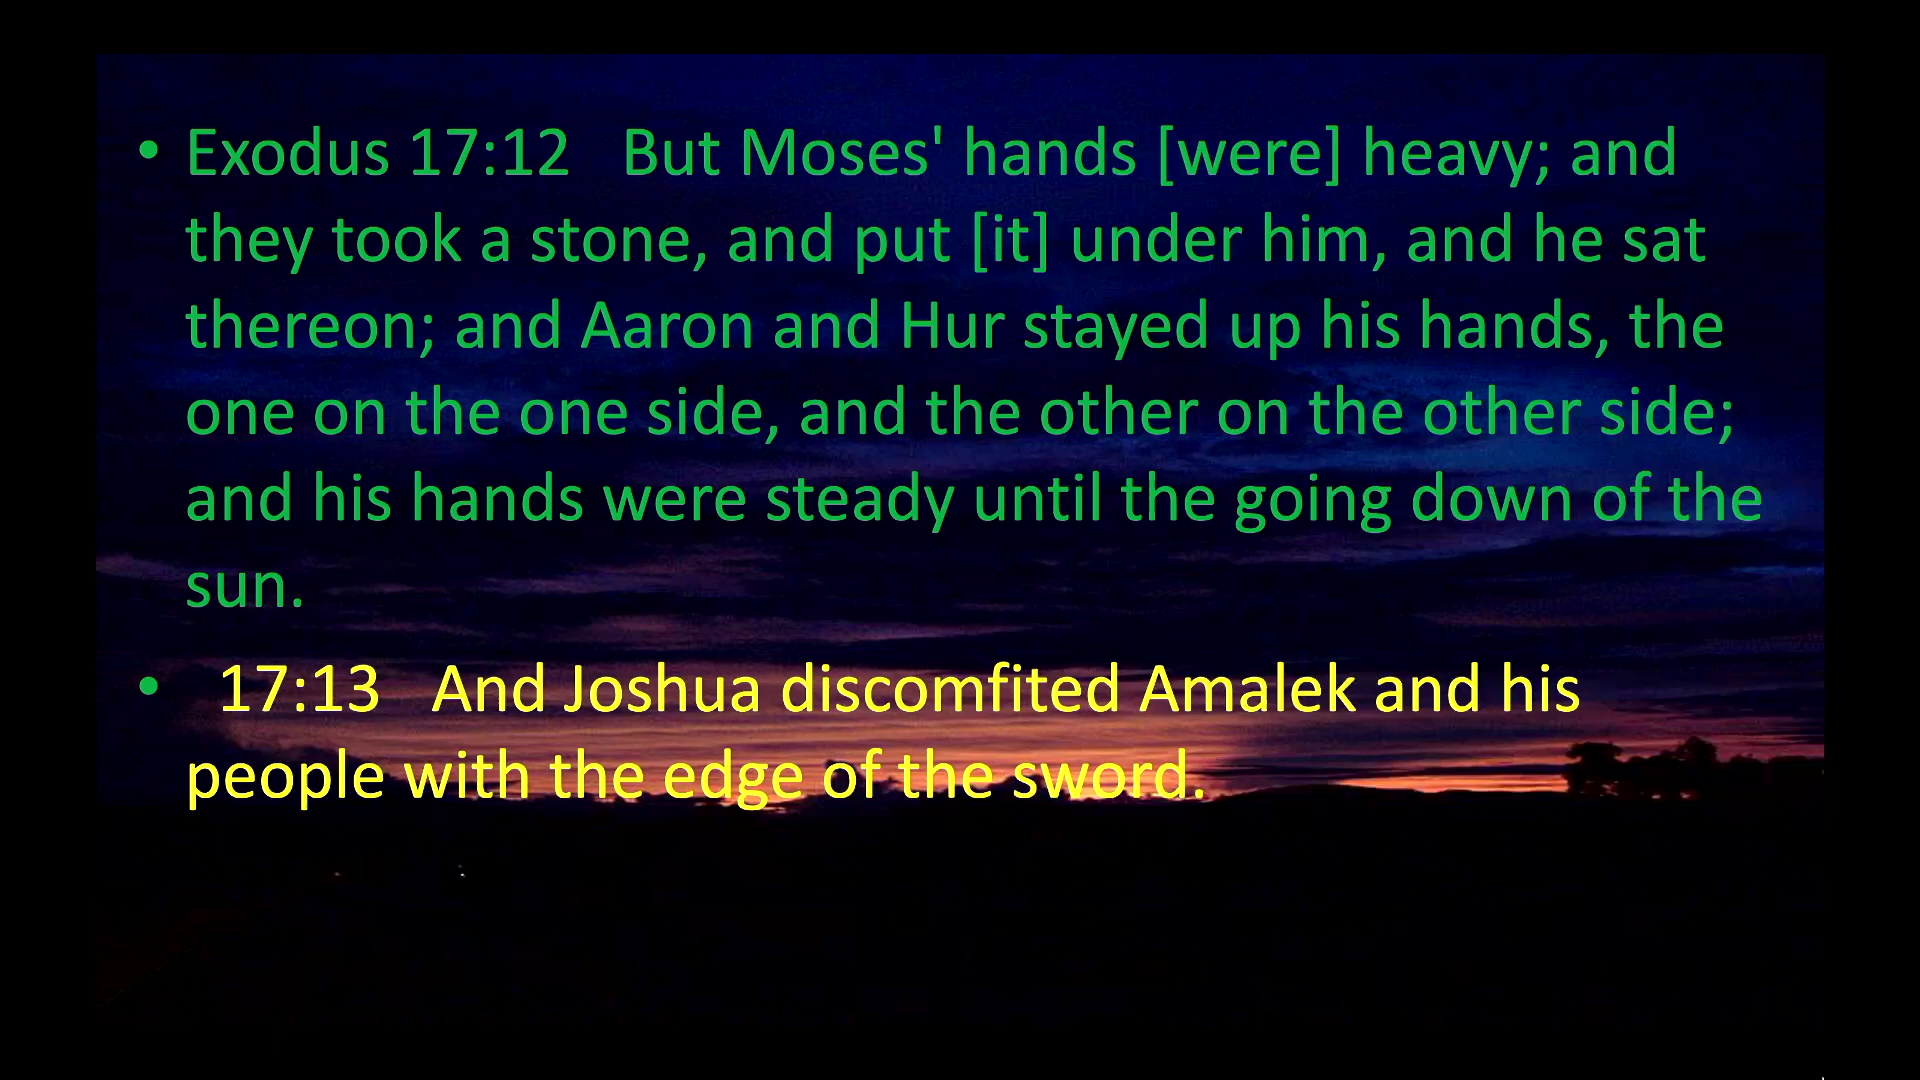 • Exodus 17:12   But Moses' hands [were] heavy; and
they took a stone, and put [it] under him, and he sat
thereon; and Aaron and Hur stayed up his hands, the
one on the one side, and the other on the other side;
and his hands were steady until the going down of the
sun.
•  17:13   And Joshua discomfited Amalek and his
people with the edge of the sword.